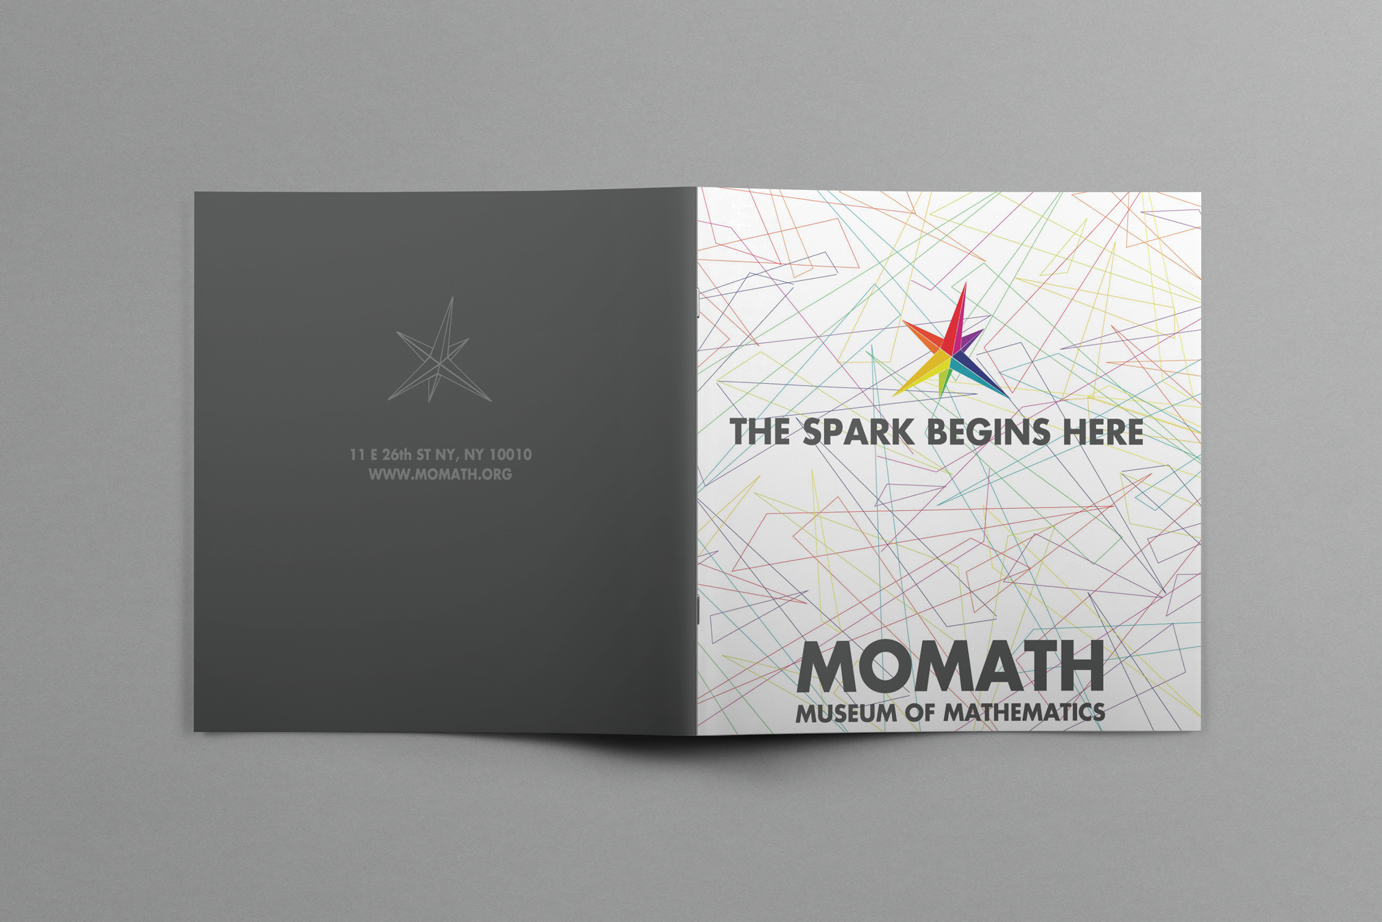 11 E 26th ST NY, NY 10010
WWW.MOMATH.ORG
THE SPARK BEGINS HERE
MOMATH
MUSEUM OF MATHEMATICS